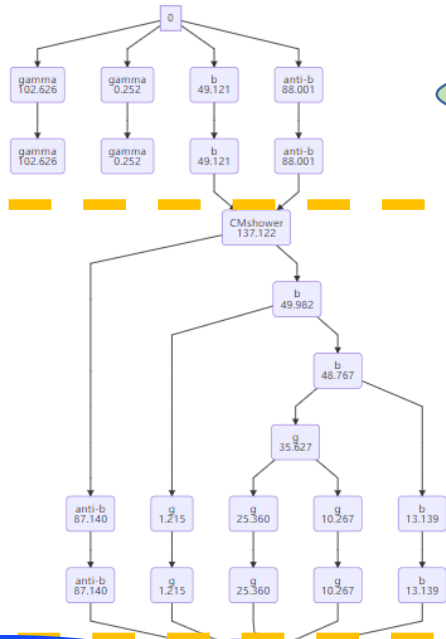 0
gamma
102.626
gamma
0.252
b
49.121
anti-b
88.001
gamma
102.626
gamma
0.252
b
49.121
anti-b
88.001
CMshower
137.122
b
49.982
b
48.767
g
35.627
anti-b
87.140
g
1.215
g
25.360
g
10.267
b
13.139
anti-b
87.140
g
1.215
g
25.360
g
10.267
b
13.139